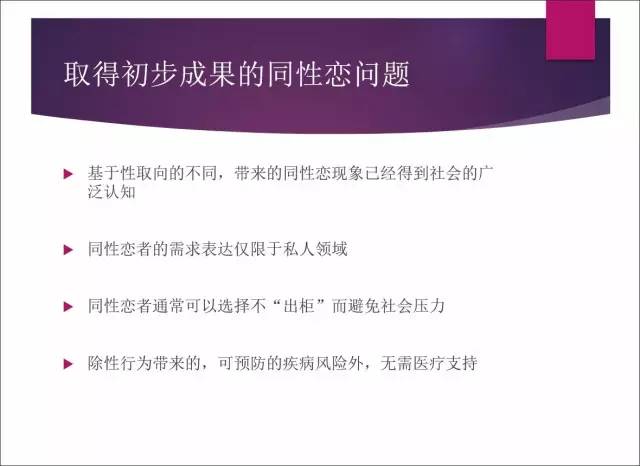 取得初步成果的同性恋问题
基于性取向的不同，带来的同性恋现象已经得到社会的广
泛认知
同性恋者的需求表达仅限于私人领域
同性恋者通常可以选择不“出柜”而避免社会压力
除性行为带来的，可预防的疾病风险外，无需医疗支持